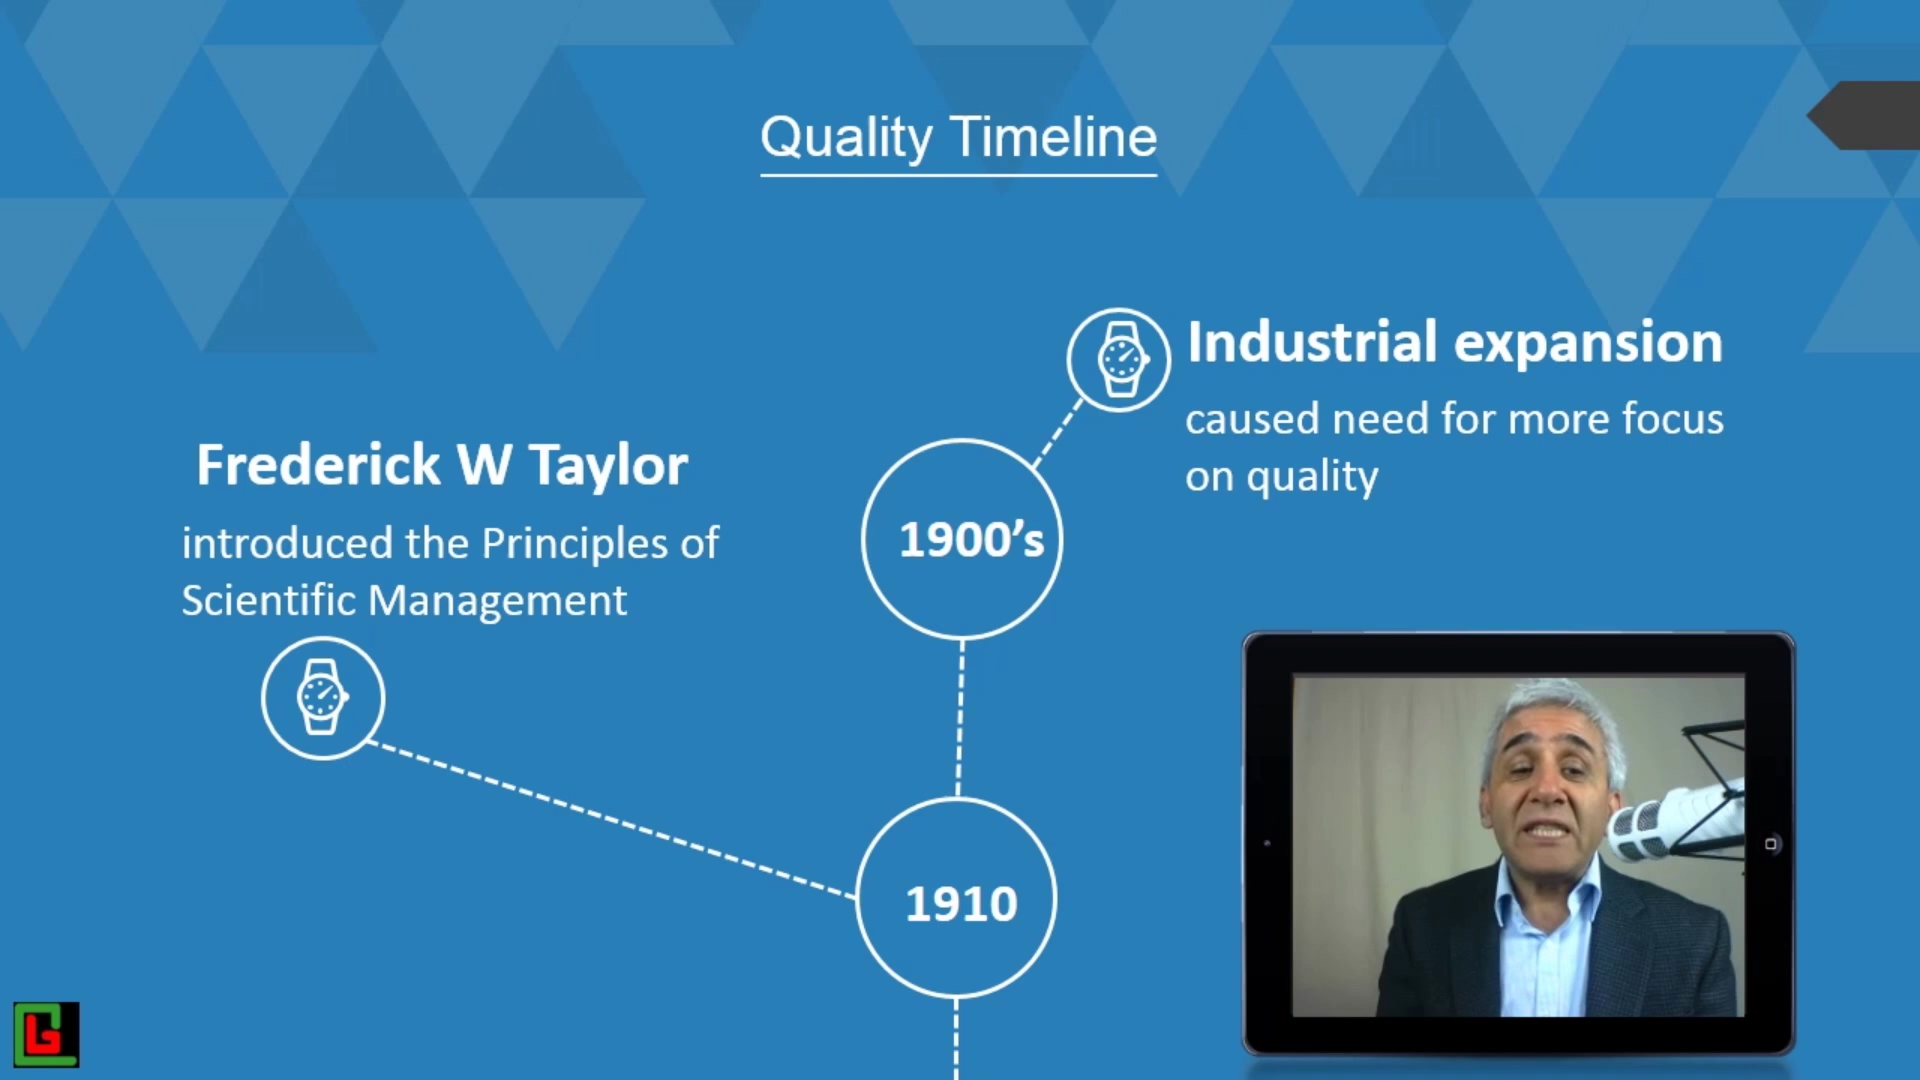 Quality Timeline
Industrial expansion
caused need for more focus
on quality
1900’s
Frederick W Taylor
introduced the Principles of
Scientific Management
1910